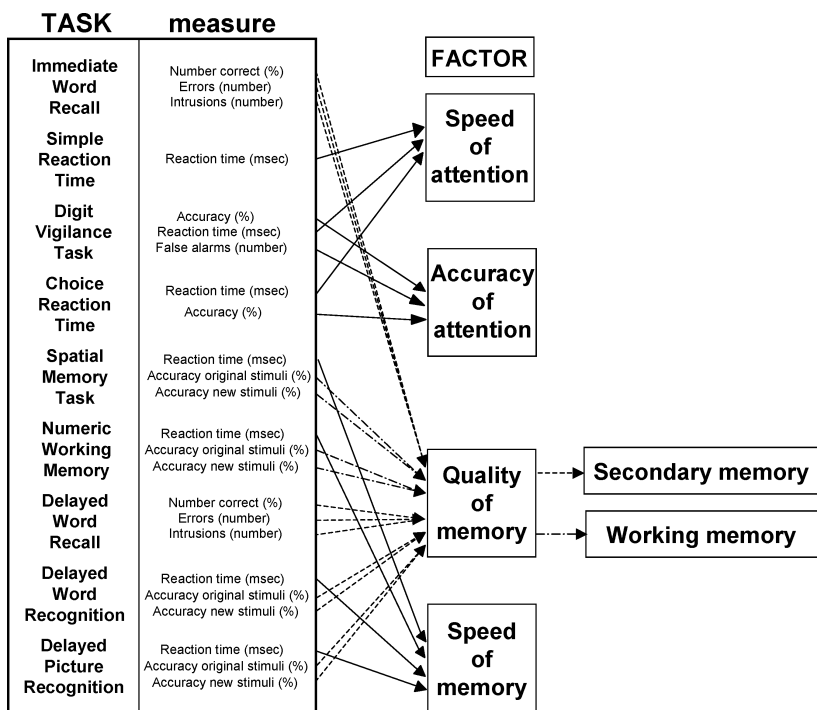 TASK
measure
Immediate
Word
Recall
Number correct (%)
Errors (number)
Intrusions (number)
Simple
Reaction
Time
Reaction time (msec)
Digit
Vigilance
Task
Accuracy (%)
Reaction time (msec)
False alarms (number)
Choice
Reaction
Time
Reaction time (msec)
Accuracy (%)
Spatial
Memory
Task
Reaction time (msec)
Accuracy original stimuli (%)
Accuracy new stimuli (%)
Numeric
Working
Memory
Reaction time (msec)
Accuracy original stimuli (%)
Accuracy new stimuli (%)
Delayed
Word
Recall
Number correct (%)
Errors (number)
Intrusions (number)
Delayed
Word
Recognition
Reaction time (msec)
Accuracy original stimuli (%)
Accuracy new stimuli (%)
Delayed
Picture
Recognition
Reaction time (msec)
Accuracy original stimuli (%)
Accuracy new stimuli (%)
FACTOR
Speed
of
attention
Accuracy
of
attention
Quality
of
memory
Speed
of
memory
Secondary memory
Working memory